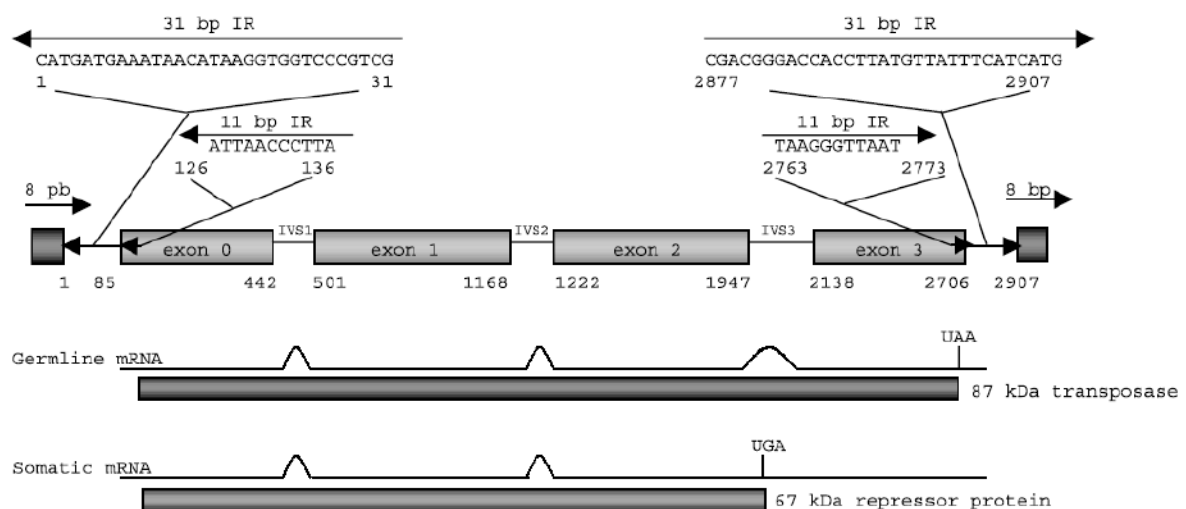 31 bp IR 31 bp IR
CATGATGAAATAACATAAGGTGGTCCCGTCG CGACGGGACCACCTTATGTTATTTCATCATG
1 31 2877 2907
11 bp IR 11 bp IR
ATTAACCCTTA TAAGGGTTAAT
126 136 2763 2773
8 pb 8 bp
IVS1 IVS2 IVS3
exon 0 exon 1 exon 2 exon 3
1 85 442 501 1168 1222 1947 2138 2706 2907
UAA
Germline mRNA
87 kDa transposase
UGA
Somatic mRNA
67 kDa repressor protein